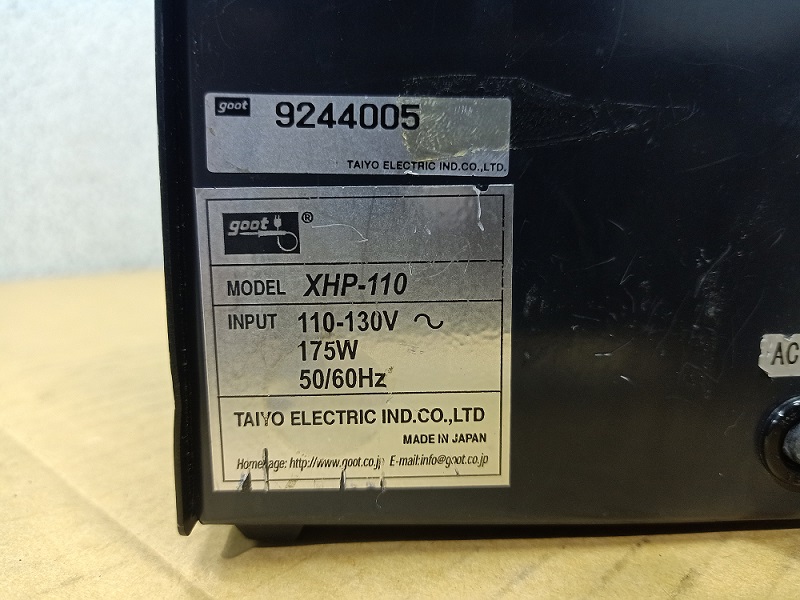 goot
9244005
TAIYO ELECTRIC IND.CO.,LTD.
goot ®
MODEL XHP-110
INPUT 110-130V ~
175W
50/60Hz
TAIYO ELECTRIC IND.CO.,LTD
MADE IN JAPAN
Homepage: http://www.goot.co.jp E-mail:info@goot.co.jp
AC